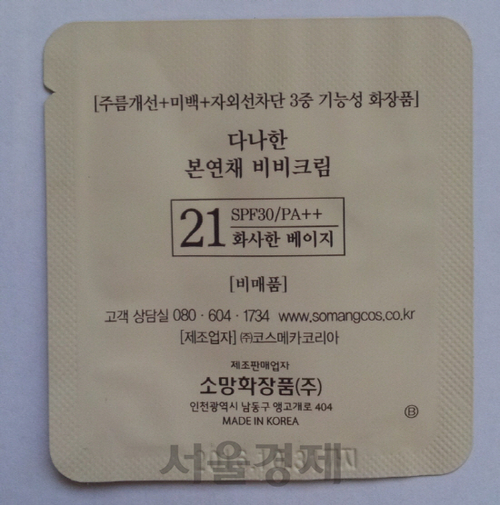 [주름개선+미백+자외선차단 3중 기능성 화장품]
다나한
본연채 비비크림
21 SPF30/PA++
화사한 베이지
[비매품]
고객 상담실 080 · 604 · 1734 www.somangcos.co.kr
[제조업자] ㈜코스메카코리아
제조판매업자
소망화장품(주)
인천광역시 남동구 앵고개로 404
MADE IN KOREA
B
서울경제